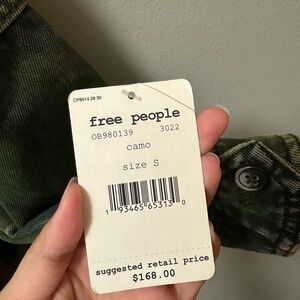 OP8914 28 30
free people
OB980139 3022
camo
size S
1 93465 65313 0
suggested retail price
$168.00